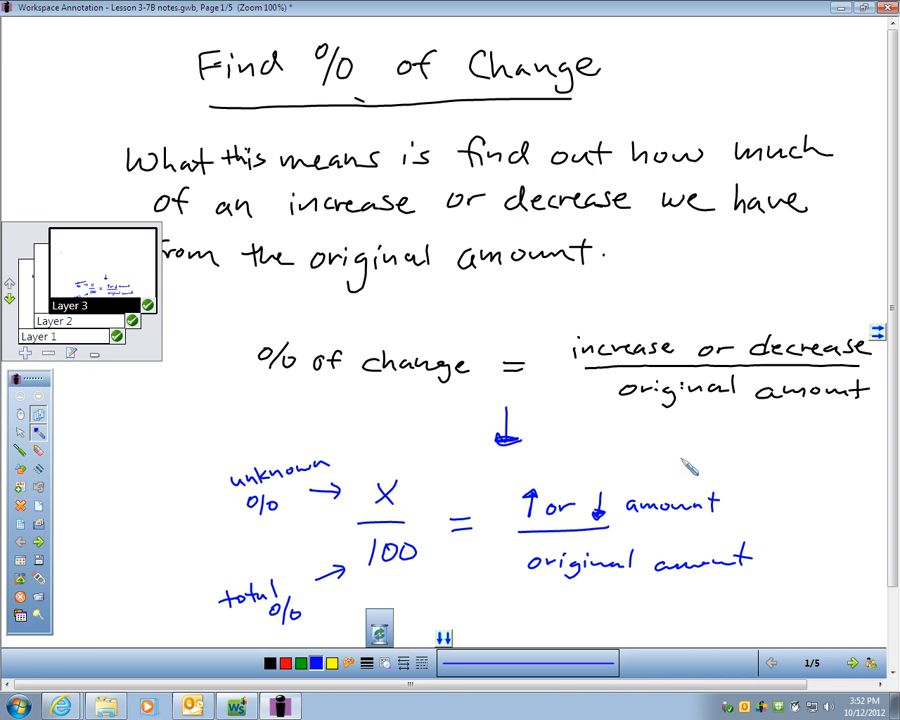 Workspace Annotation - Lesson 3-7B notes.gwb, Page 1/5 (Zoom 100%) *
Find % of Change
What this means is find out how much
of an increase or decrease we have
from the original amount.
Layer 3
Layer 2
Layer 1
% of change = increase or decrease
original amount
unknown
%
X
100
=
↑ or ↓ amount
original amount
total
%
1/5
3:52 PM
10/12/2012